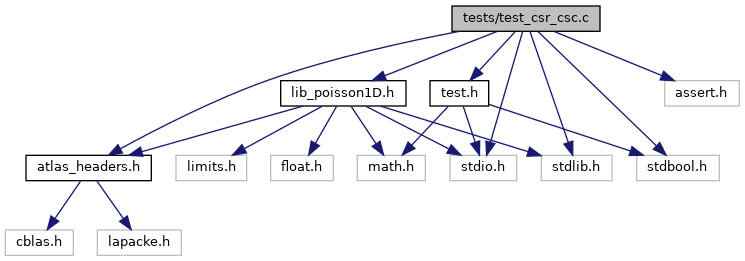 tests/test_csr_csc.c
lib_poisson1D.h
test.h
assert.h
atlas_headers.h
limits.h
float.h
math.h
stdio.h
stdlib.h
stdbool.h
cblas.h
lapacke.h